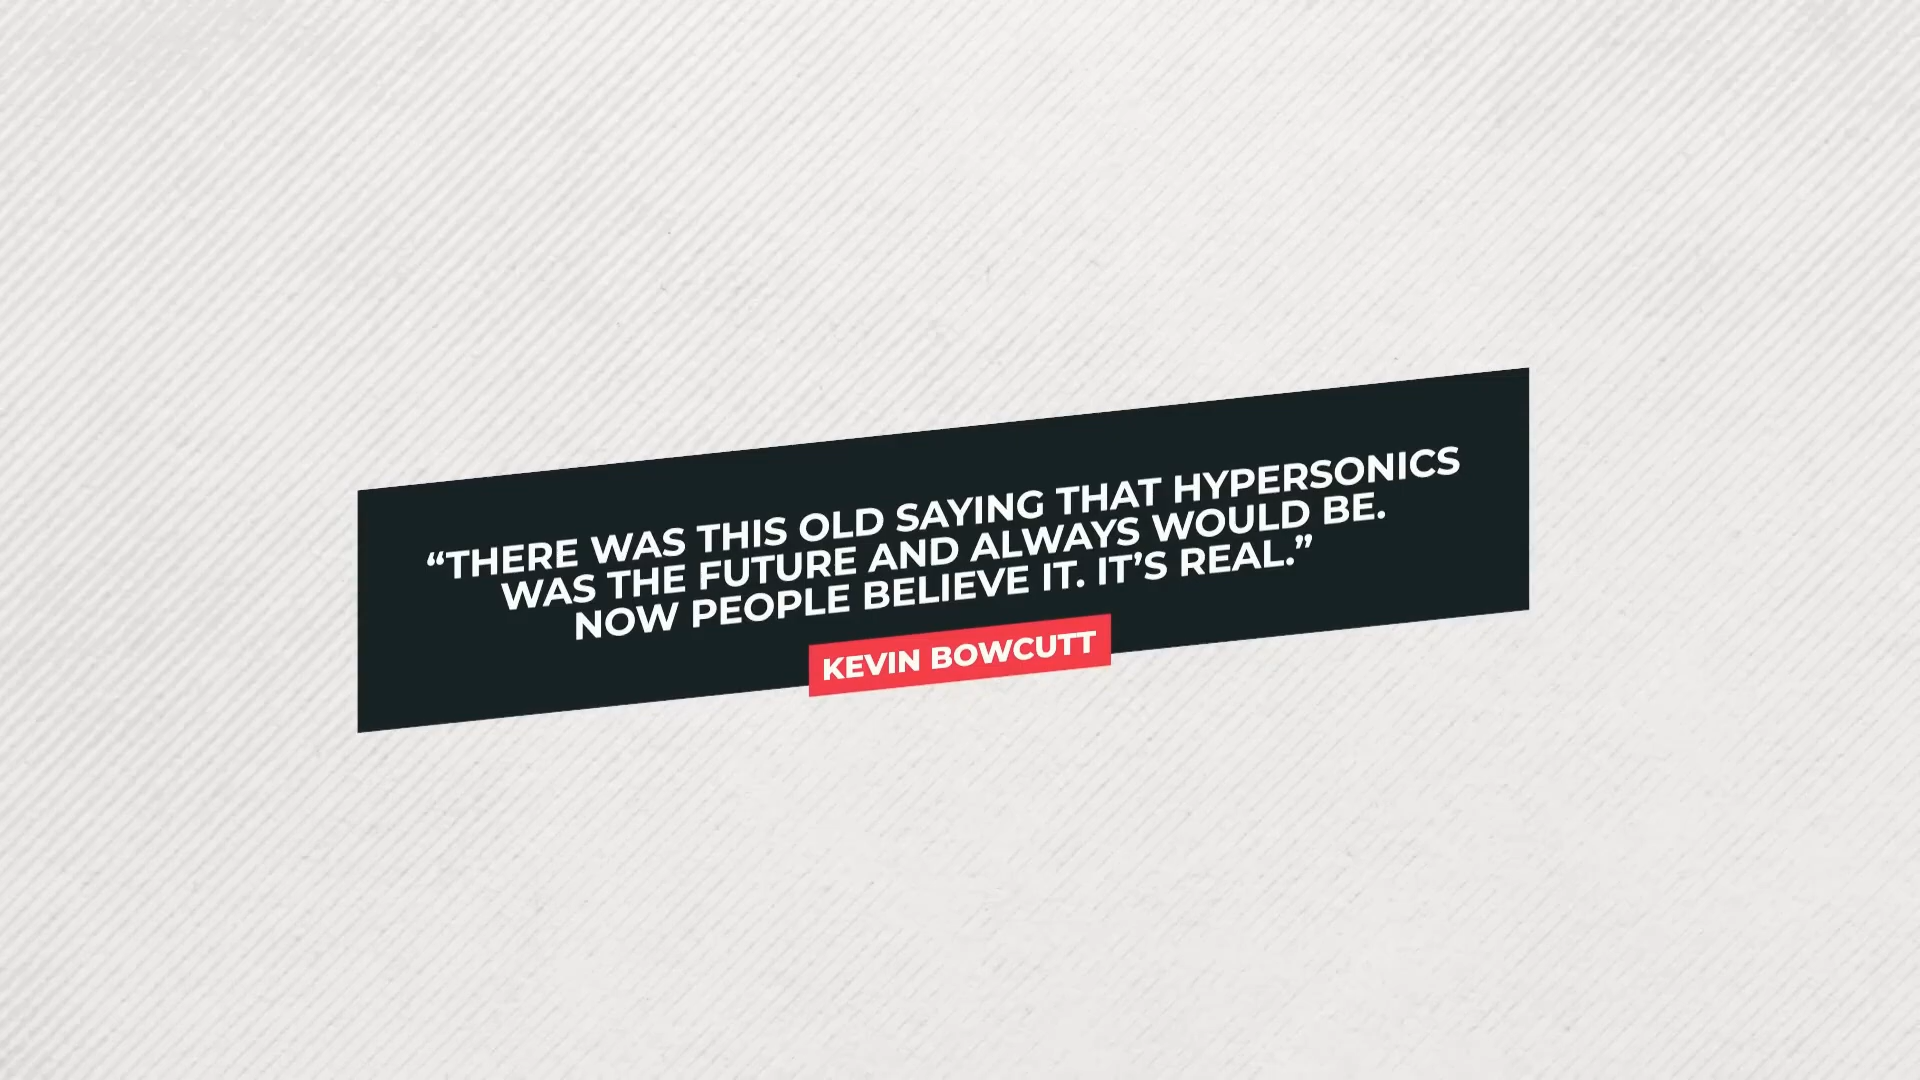 “THERE WAS THIS OLD SAYING THAT HYPERSONICS
WAS THE FUTURE AND ALWAYS WOULD BE.
NOW PEOPLE BELIEVE IT. IT’S REAL.”
KEVIN BOWCUTT